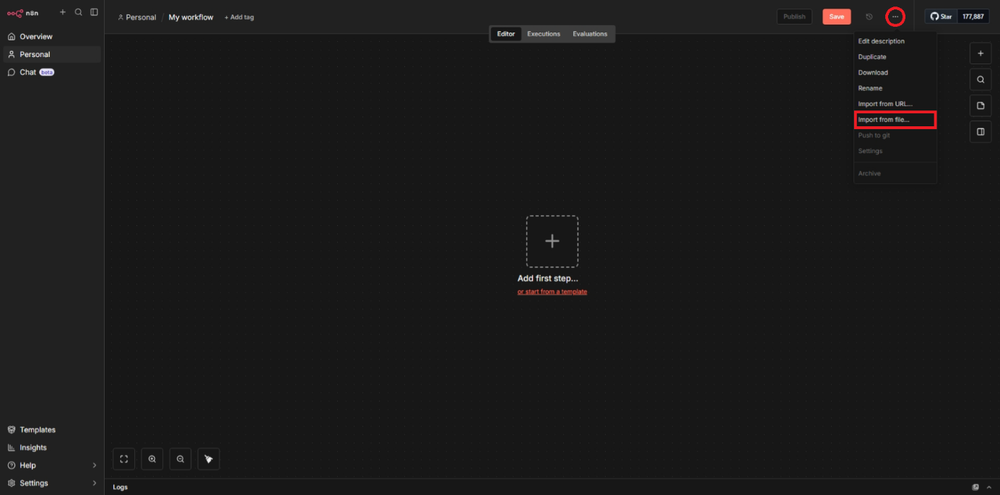 n8n
Personal / My workflow + Add tag
Publish
Save
...
Star 177,887
Editor Executions Evaluations
Overview
Personal
Chat beta
Edit description
Duplicate
Download
Rename
Import from URL...
Import from file...
Push to git
Settings
Archive
Add first step...
or start from a template
Templates
Insights
Help
Settings
Logs